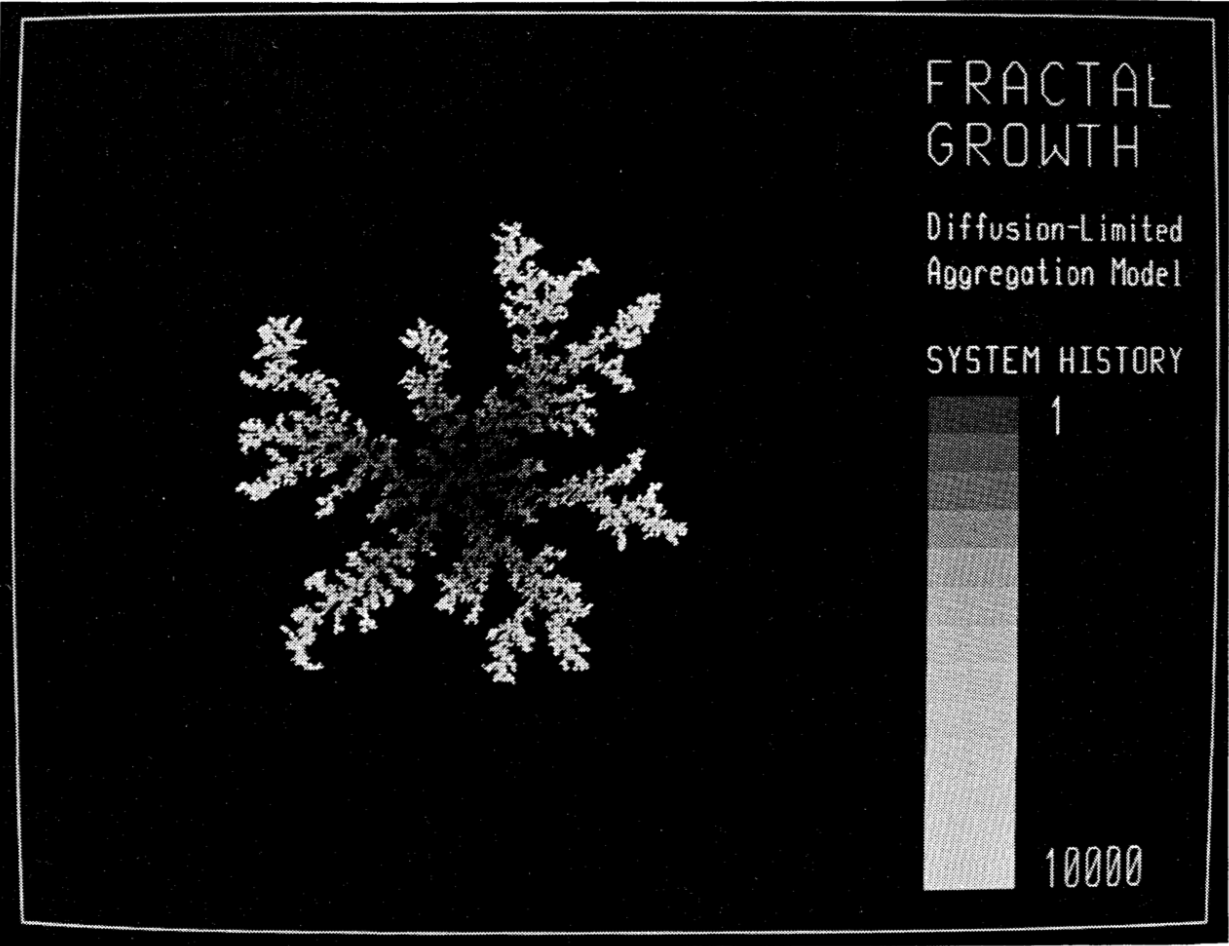 FRACTAL
GROWTH
Diffusion-Limited
Aggregation Model
SYSTEM HISTORY
1
10000